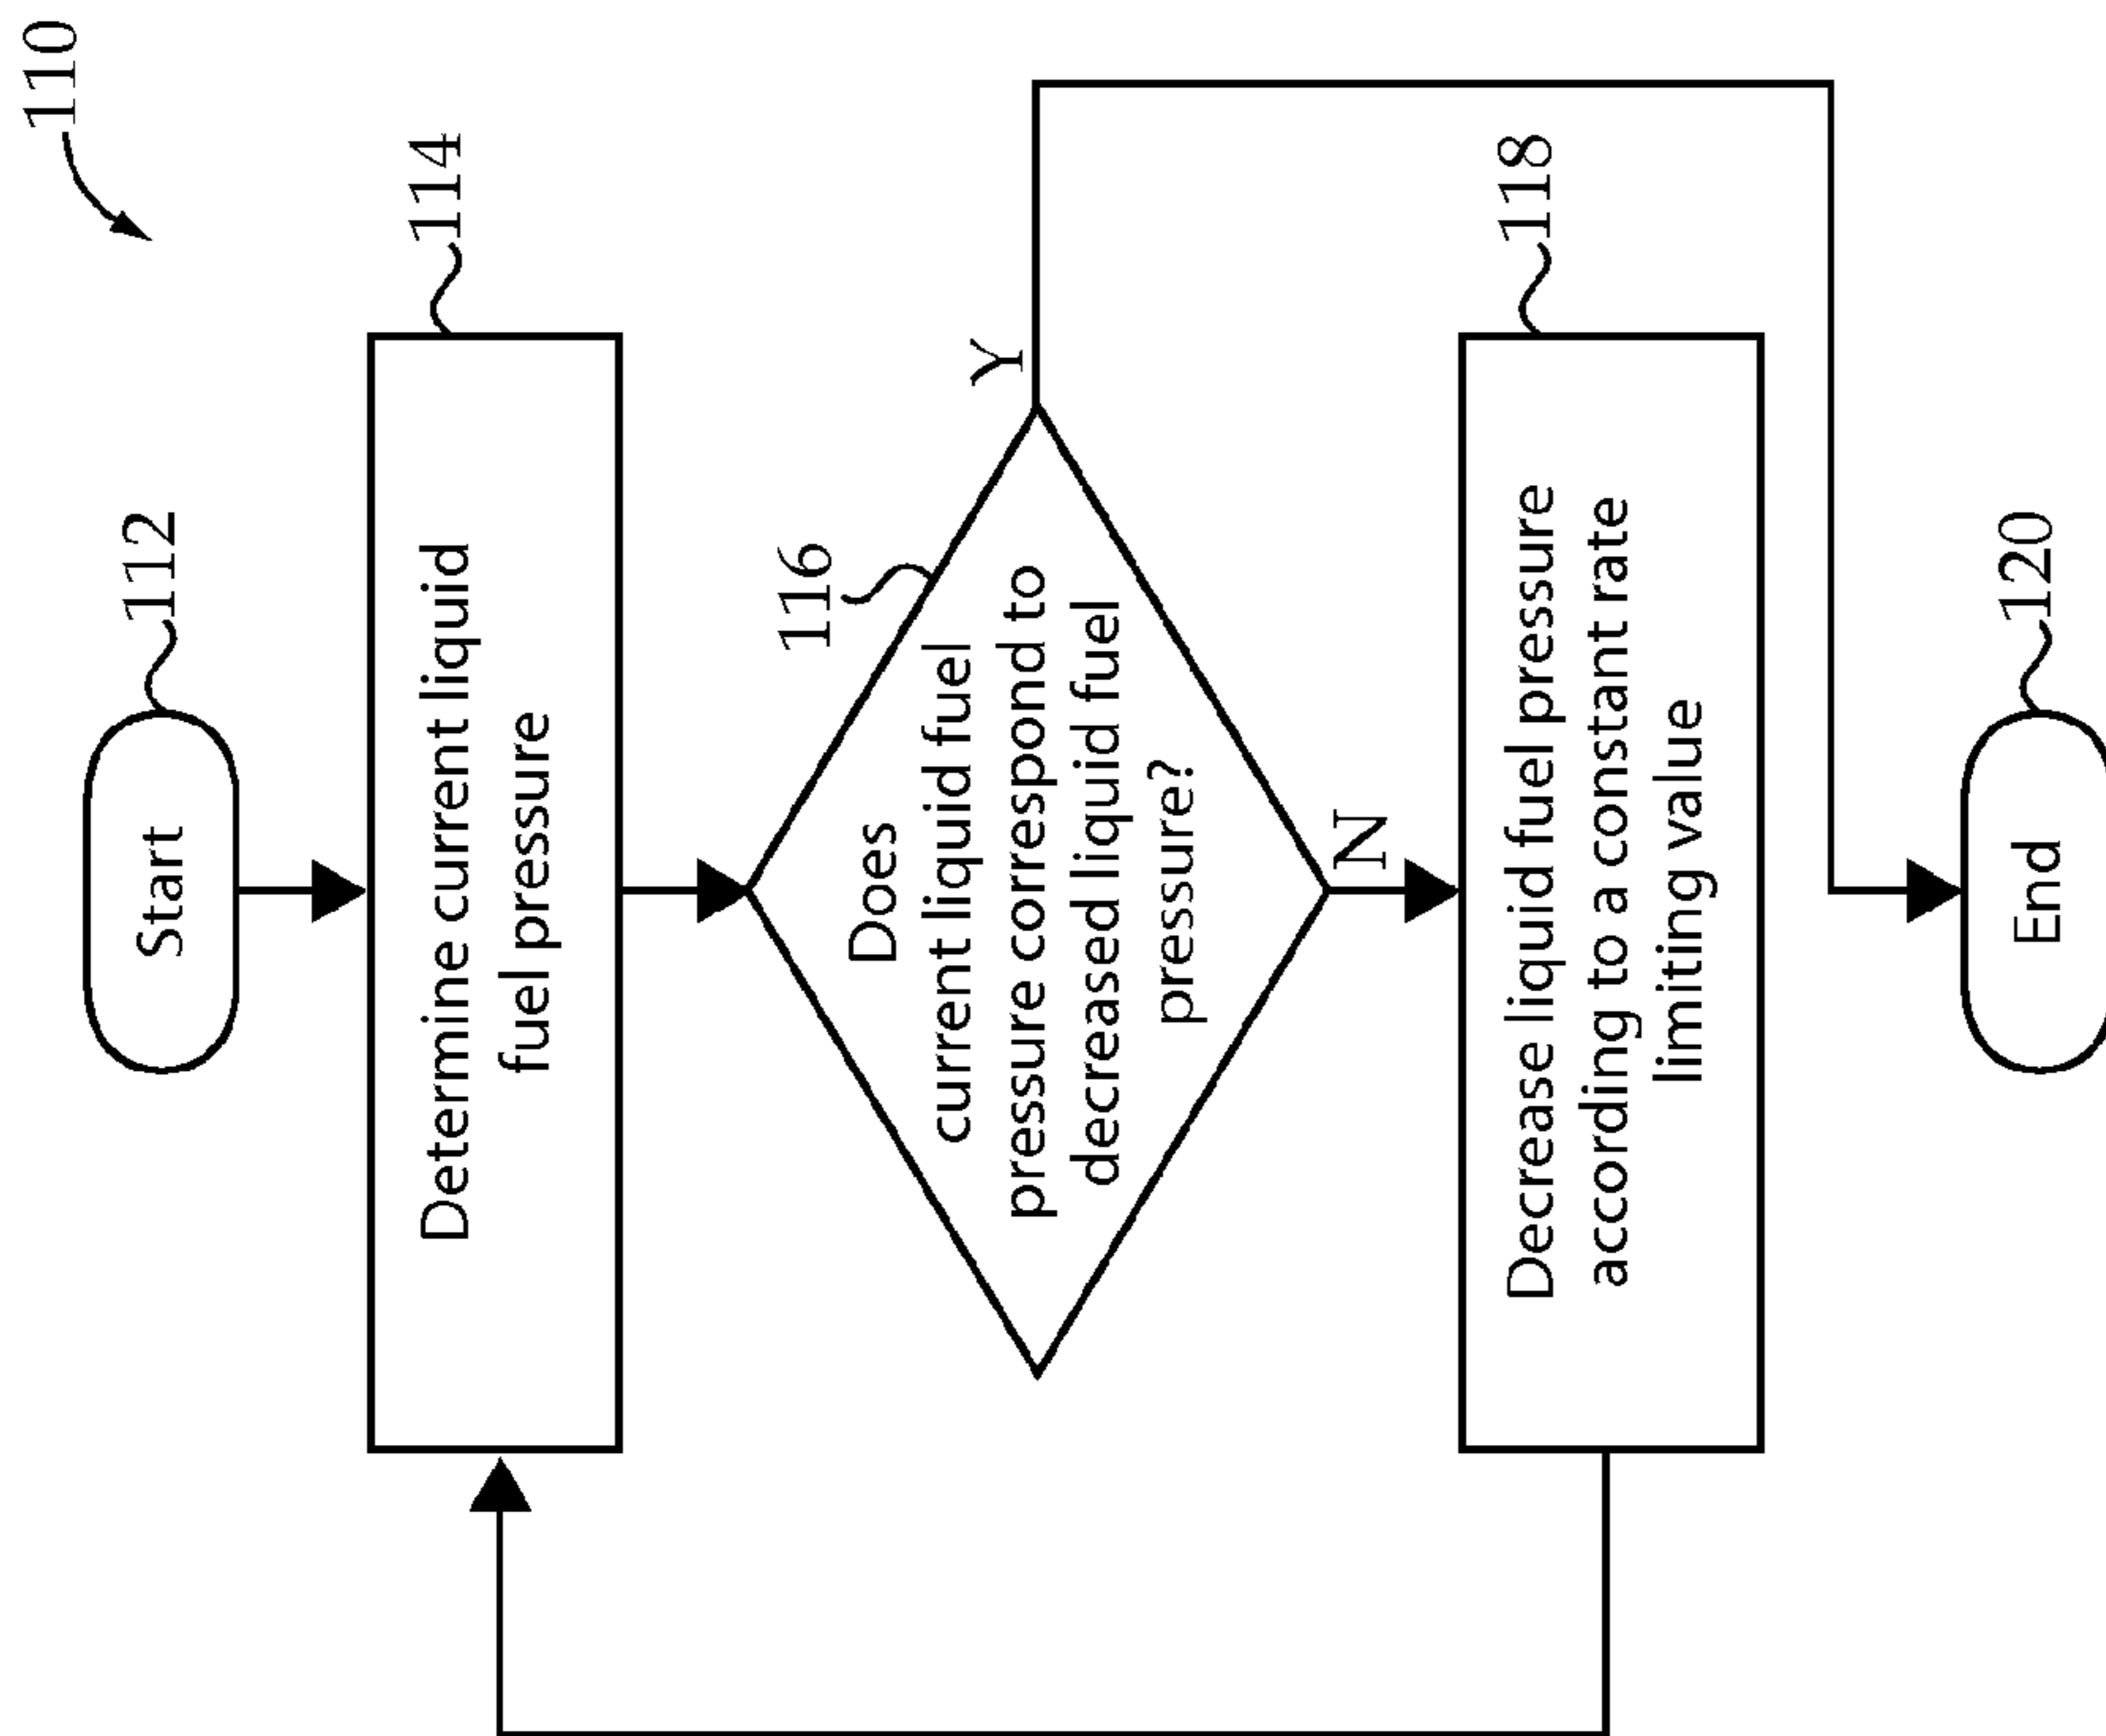 110
112
Start
114
Determine current liquid
fuel pressure
116
Does
current liquid fuel
pressure correspond to
decreased liquid fuel
pressure?
Y
N
118
Decrease liquid fuel pressure
according to a constant rate
limiting value
120
End